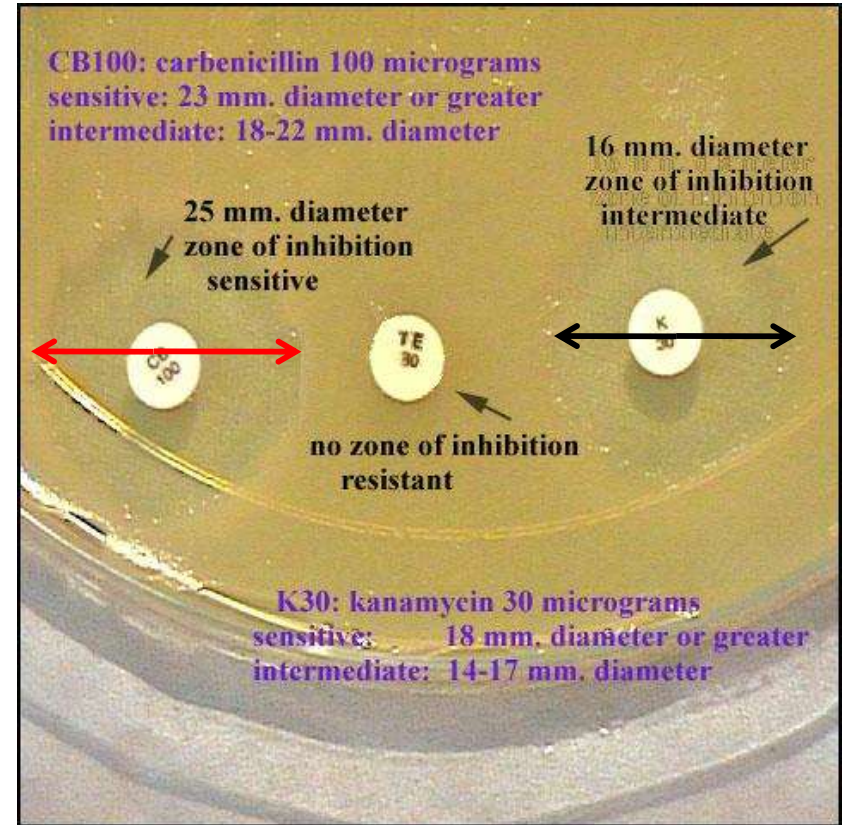 CB100: carbenicillin 100 micrograms
sensitive: 23 mm. diameter or greater
intermediate: 18-22 mm. diameter
16 mm. diameter
zone of inhibition
intermediate
25 mm. diameter
zone of inhibition
sensitive
CB
100
TE
30
K
30
no zone of inhibition
resistant
K30: kanamycin 30 micrograms
sensitive: 18 mm. diameter or greater
intermediate: 14-17 mm. diameter